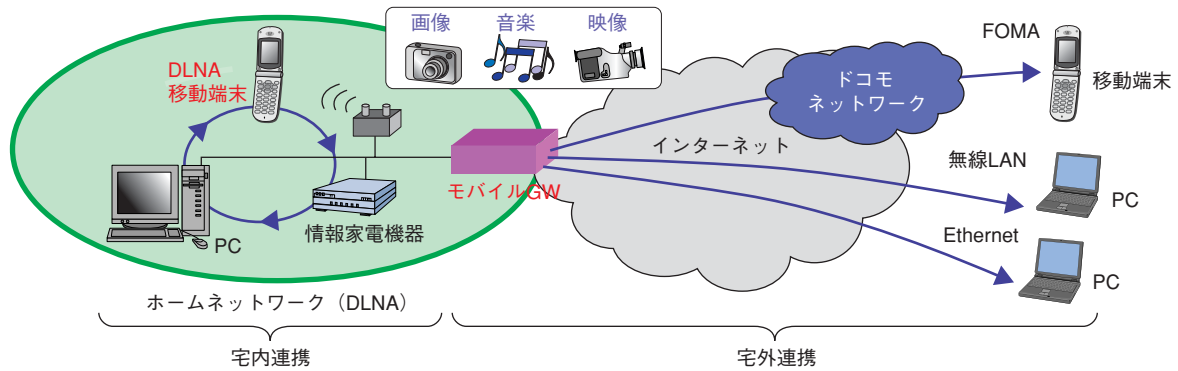 画像
音楽
映像
DLNA
移動端末
FOMA
移動端末
ドコモ
ネットワーク
インターネット
無線LAN
PC
モバイルGW
情報家電機器
PC
Ethernet
PC
ホームネットワーク（DLNA）
宅内連携
宅外連携